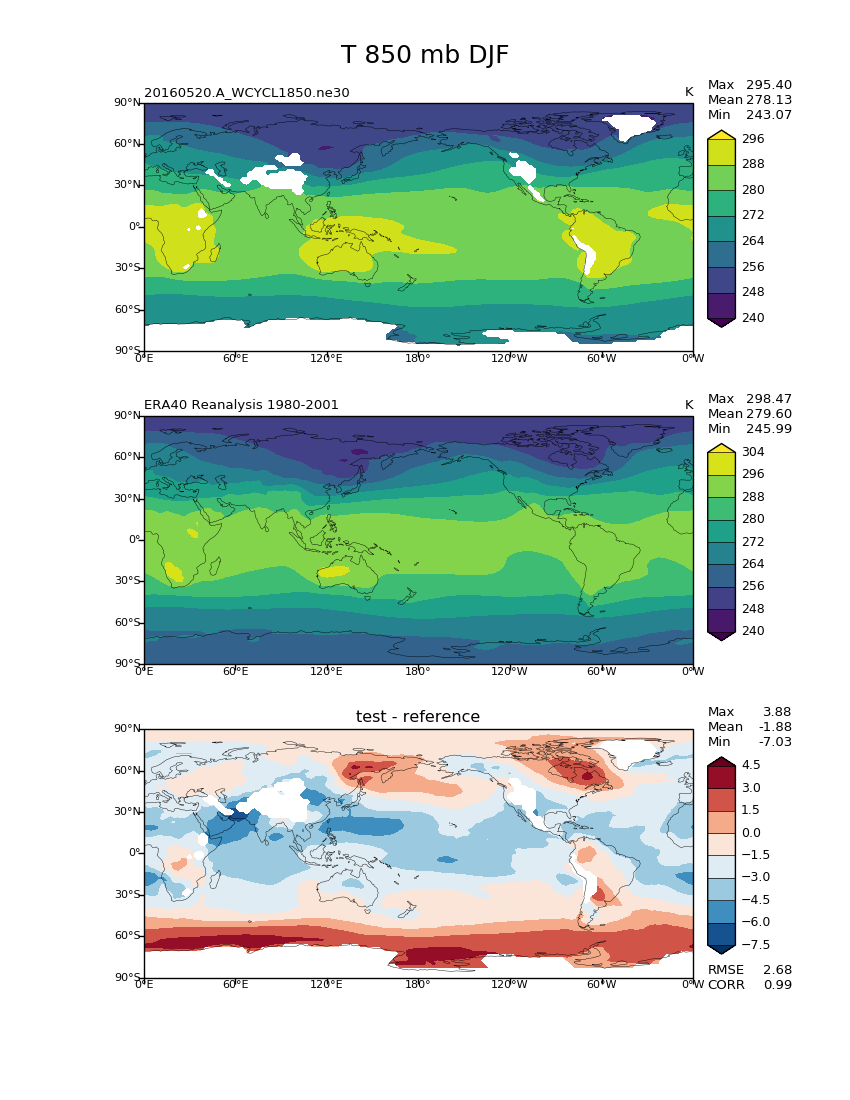 T 850 mb DJF
20160520.A_WCYCL1850.ne30 K
Max 295.40
Mean 278.13
Min 243.07
90°N
60°N
30°N
0°
30°S
60°S
90°S
0°E 60°E 120°E 180° 120°W 60°W 0°W
296
288
280
272
264
256
248
240
ERA40 Reanalysis 1980-2001 K
Max 298.47
Mean 279.60
Min 245.99
90°N
60°N
30°N
0°
30°S
60°S
90°S
0°E 60°E 120°E 180° 120°W 60°W 0°W
304
296
288
280
272
264
256
248
240
test - reference
Max 3.88
Mean -1.88
Min -7.03
90°N
60°N
30°N
0°
30°S
60°S
90°S
0°E 60°E 120°E 180° 120°W 60°W 0°W
4.5
3.0
1.5
0.0
−1.5
−3.0
−4.5
−6.0
−7.5
RMSE 2.68
CORR 0.99